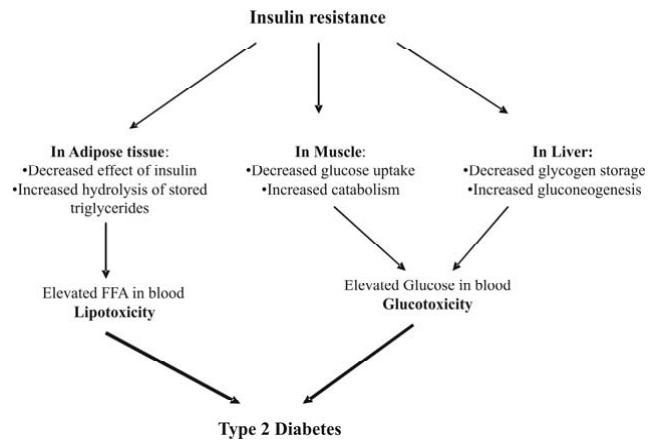 Insulin resistance
In Adipose tissue:
•Decreased effect of insulin
•Increased hydrolysis of stored
triglycerides
In Muscle:
•Decreased glucose uptake
•Increased catabolism
In Liver:
•Decreased glycogen storage
•Increased gluconeogenesis
Elevated FFA in blood
Lipotoxicity
Elevated Glucose in blood
Glucotoxicity
Type 2 Diabetes